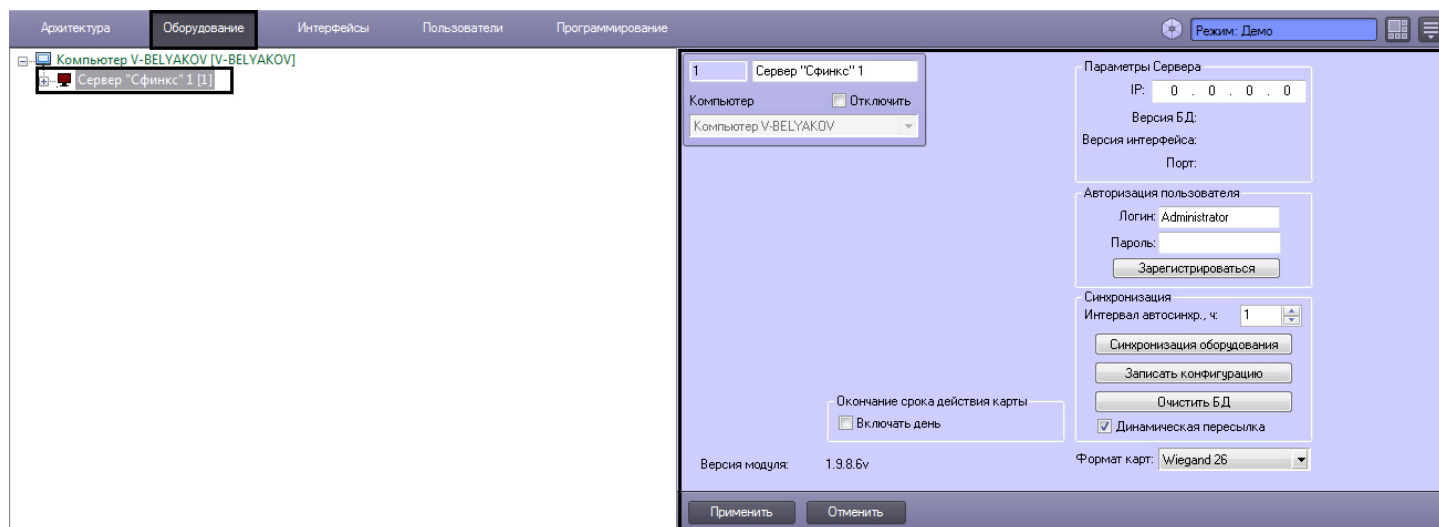 Архитектура Оборудование Интерфейсы Пользователи Программирование Режим: Демо
Компьютер V-BELYAKOV [V-BELYAKOV]
Сервер "Сфинкс" 1 [1]
1 Сервер "Сфинкс" 1
Компьютер Отключить
Компьютер V-BELYAKOV
Параметры Сервера
IP: 0 . 0 . 0 . 0
Версия БД:
Версия интерфейса:
Порт:
Авторизация пользователя
Логин: Administrator
Пароль:
Зарегистрироваться
Синхронизация
Интервал автосинхр., ч: 1
Синхронизация оборудования
Записать конфигурацию
Очистить БД
Динамическая пересылка
Окончание срока действия карты
Включать день
Версия модуля: 1.9.8.6v
Формат карт: Wiegand 26
Применить Отменить